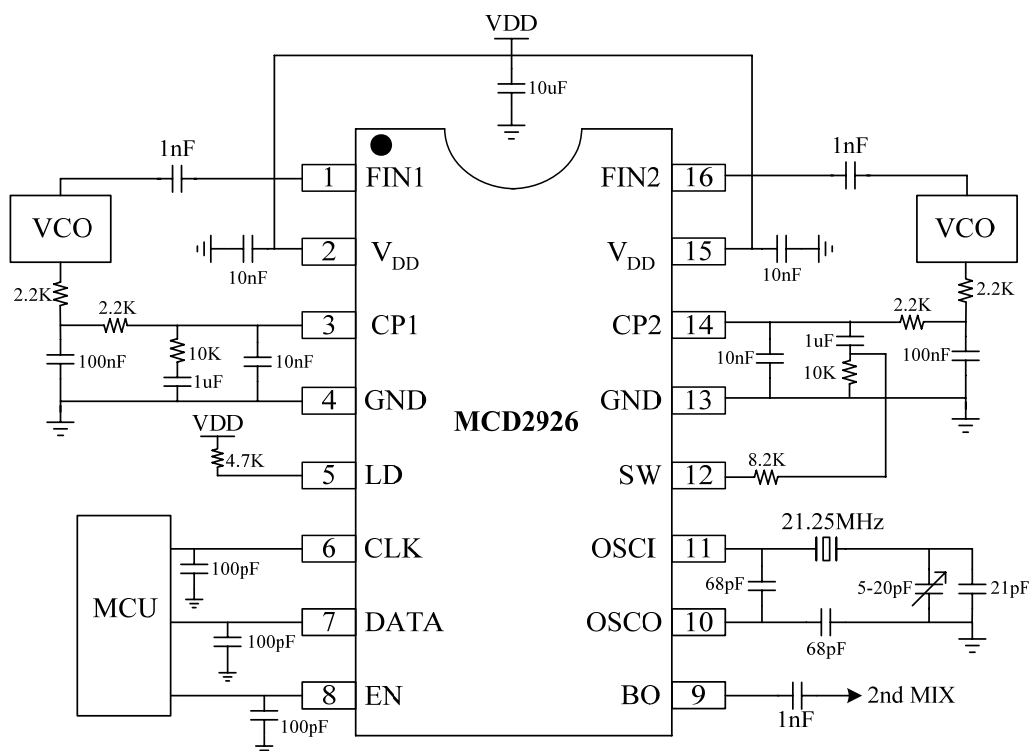 VDD
10uF
1nF
1nF
1 FIN1
FIN2 16
VCO
VCO
2 VDD
VDD 15
10nF
10nF
2.2K
2.2K
2.2K
2.2K
3 CP1
CP2 14
100nF
10K
10nF
1uF
10nF
1uF
10K
100nF
4 GND
GND 13
MCD2926
VDD
4.7K
8.2K
5 LD
SW 12
21.25MHz
6 CLK
OSCI 11
100pF
68pF
5-20pF
21pF
MCU
7 DATA
OSCO 10
100pF
68pF
8 EN
BO 9
2nd MIX
100pF
1nF